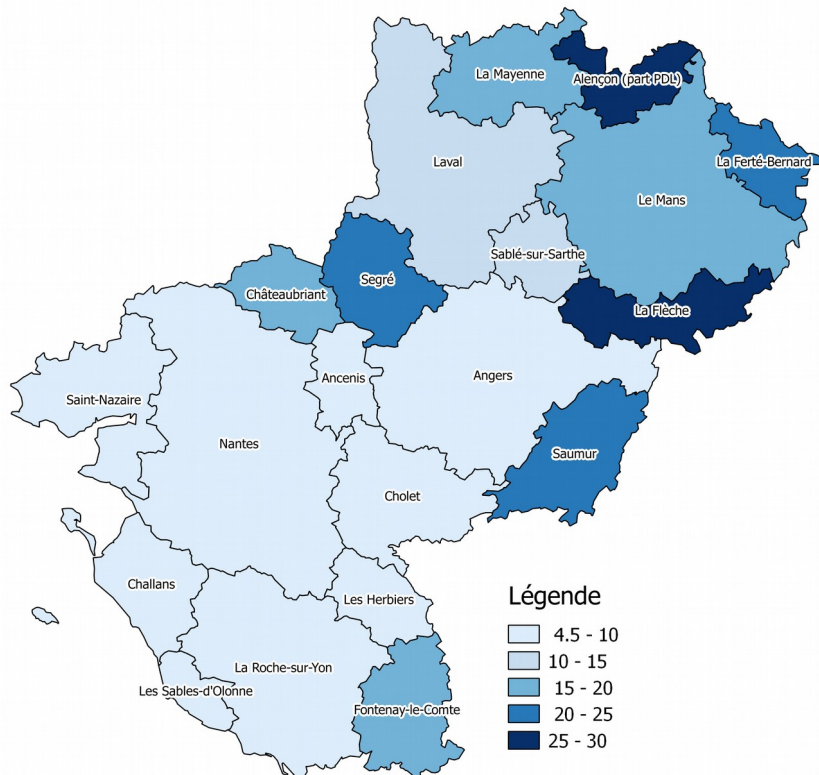 La Mayenne
Alençon (part PDL)
La Ferté-Bernard
Laval
Le Mans
Sablé-sur-Sarthe
Segré
Châteaubriant
La Flèche
Ancenis
Angers
Saint-Nazaire
Nantes
Saumur
Cholet
Challans
Les Herbiers
La Roche-sur-Yon
Les Sables-d'Olonne
Fontenay-le-Comte
Légende
4.5 - 10
10 - 15
15 - 20
20 - 25
25 - 30